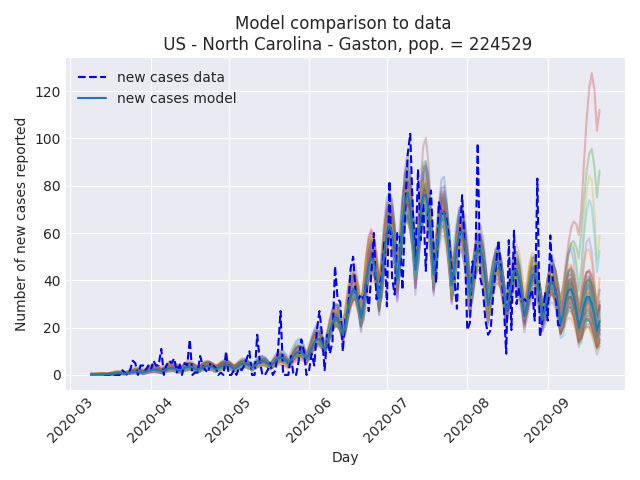 Model comparison to data
US - North Carolina - Gaston, pop. = 224529
new cases data
new cases model
Number of new cases reported
120
100
80
60
40
20
0
2020-03
2020-04
2020-05
2020-06
2020-07
2020-08
2020-09
Day